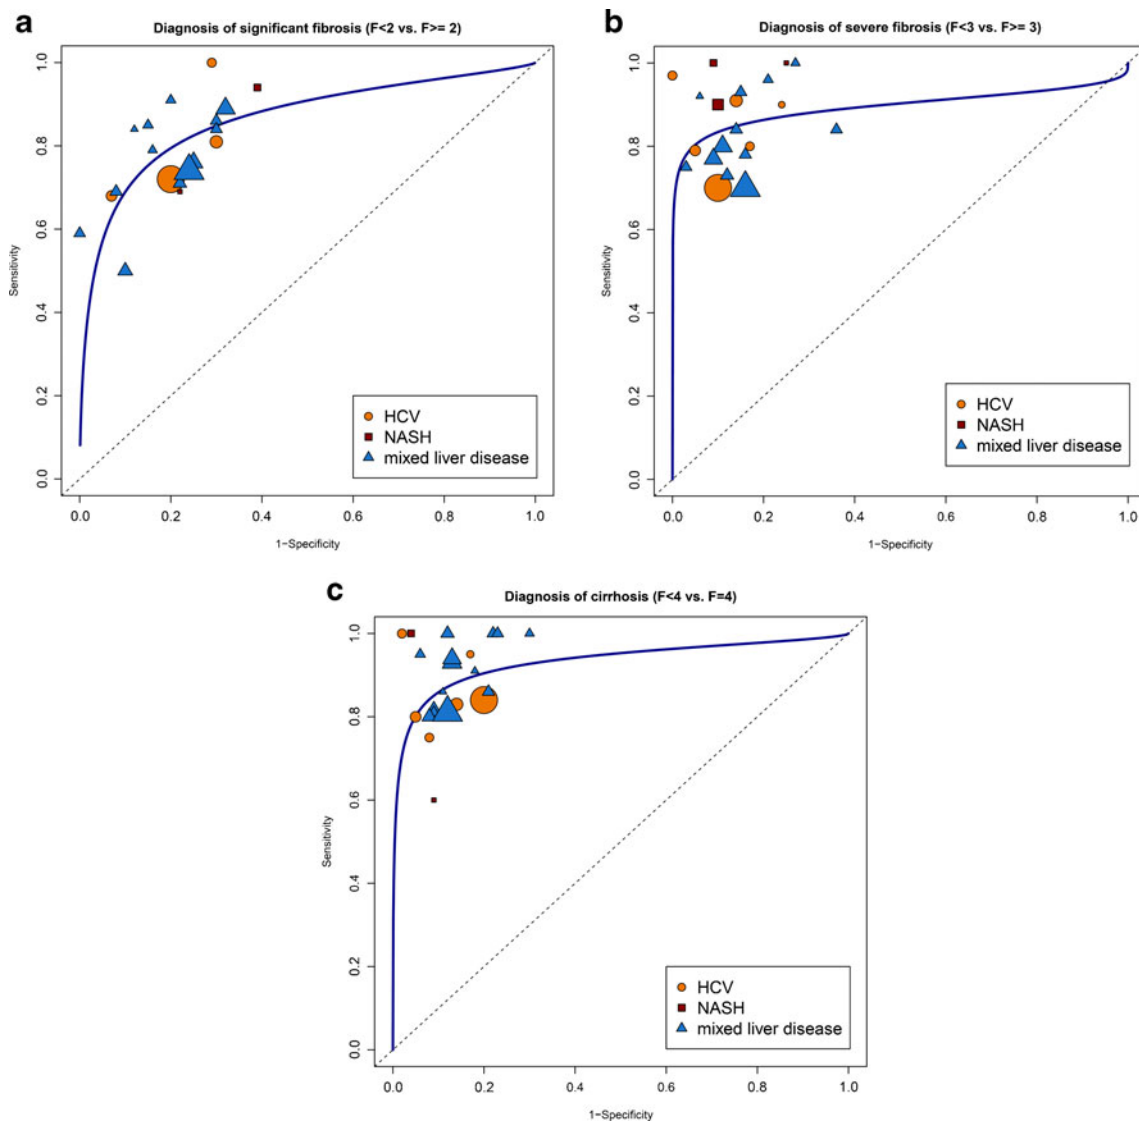 a
Diagnosis of significant fibrosis (F<2 vs. F>= 2)
Sensitivity
1.0
0.8
0.6
0.4
0.2
0.0
HCV
NASH
mixed liver disease
0.0 0.2 0.4 0.6 0.8 1.0
1−Specificity
b
Diagnosis of severe fibrosis (F<3 vs. F>= 3)
Sensitivity
1.0
0.8
0.6
0.4
0.2
0.0
HCV
NASH
mixed liver disease
0.0 0.2 0.4 0.6 0.8 1.0
1−Specificity
c
Diagnosis of cirrhosis (F<4 vs. F=4)
Sensitivity
1.0
0.8
0.6
0.4
0.2
0.0
HCV
NASH
mixed liver disease
0.0 0.2 0.4 0.6 0.8 1.0
1−Specificity